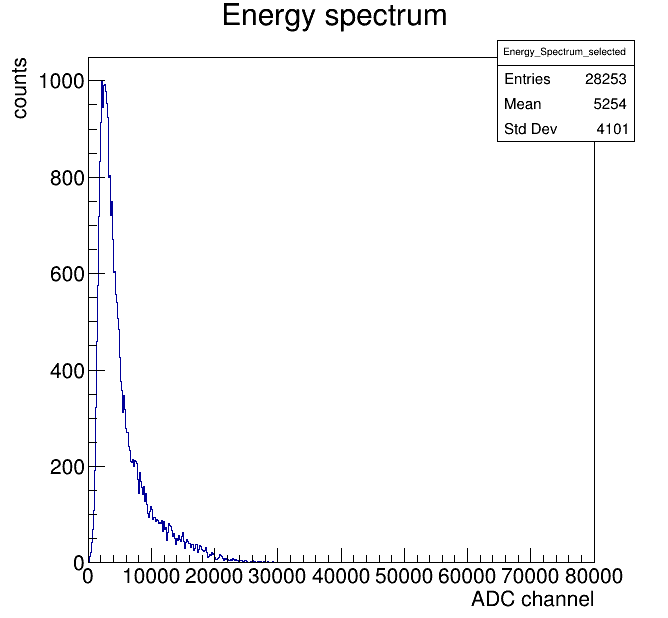 Energy spectrum
Energy_Spectrum_selected
Entries 28253
Mean 5254
Std Dev 4101
counts
1000
800
600
400
200
0
0 10000 20000 30000 40000 50000 60000 70000 80000
ADC channel